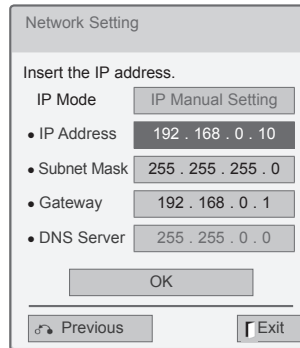 Network Setting
Insert the IP address.
IP Mode IP Manual Setting
• IP Address 192 . 168 . 0 . 10
• Subnet Mask 255 . 255 . 255 . 0
• Gateway 192 . 168 . 0 . 1
• DNS Server 255 . 255 . 0 . 0
OK
Previous Exit